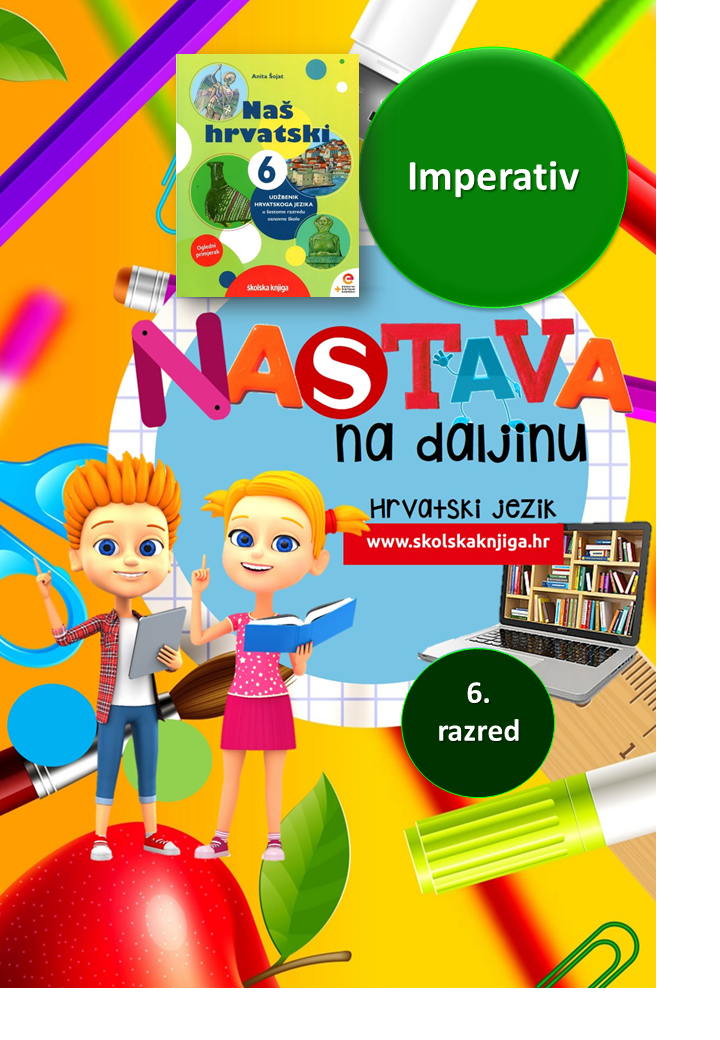 Anita Šojat
Naš
hrvatski
6
UDŽBENIK
HRVATSKOGA JEZIKA
u šestome razredu
osnovne škole
Ogledni
primjerak
školska knjiga
Imperativ
NASTAVA
na daljinu
Hrvatski jezik
www.skolskaknjiga.hr
6.
razred